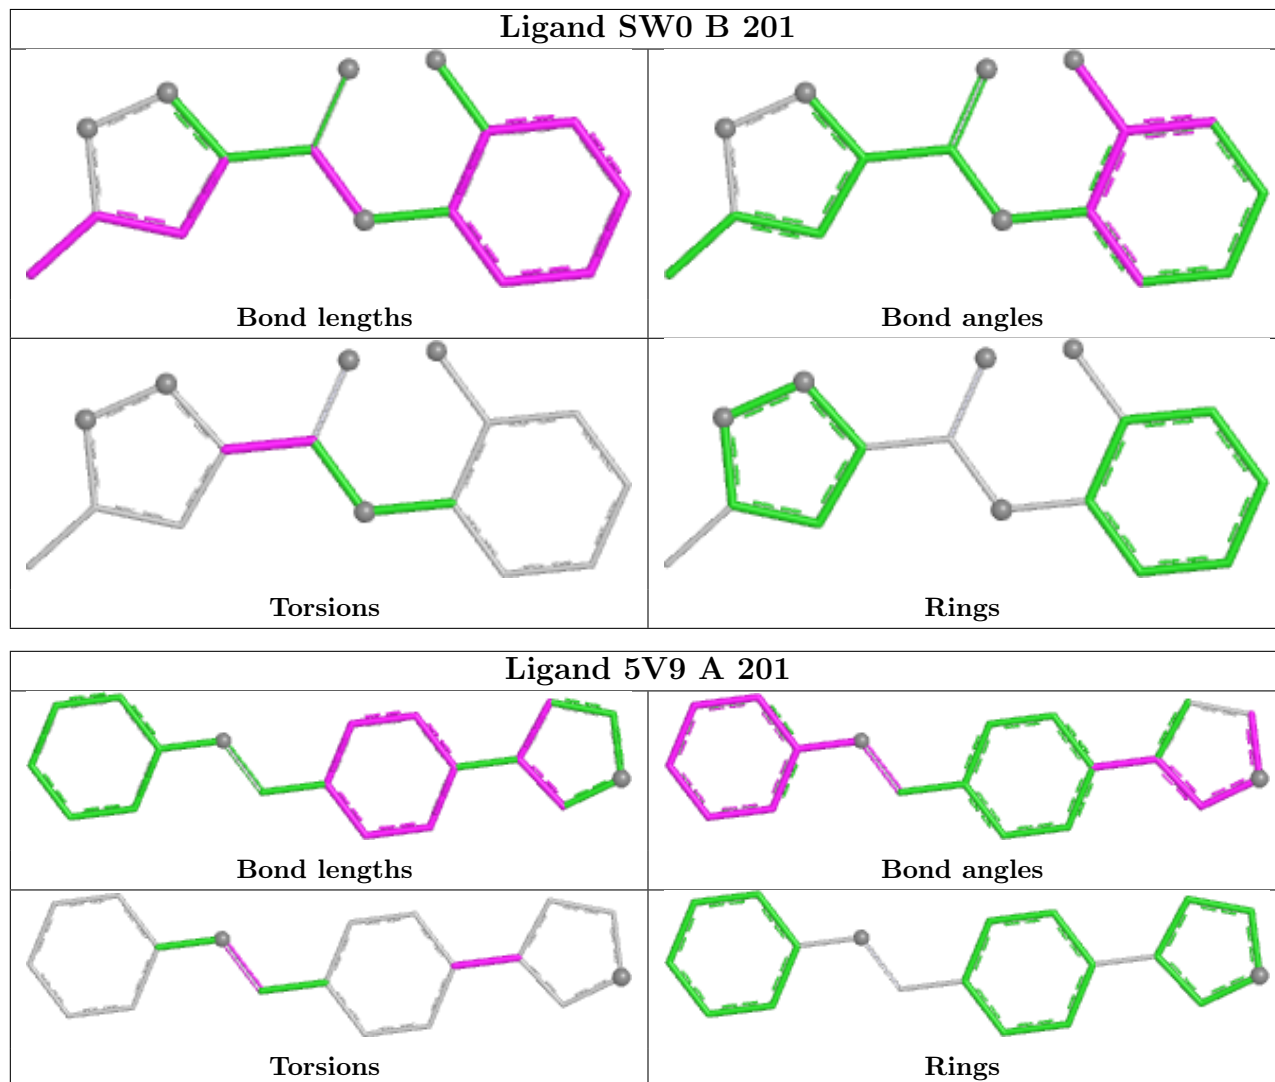 Ligand SW0 B 201
Bond lengths
Bond angles
Torsions
Rings
Ligand 5V9 A 201
Bond lengths
Bond angles
Torsions
Rings